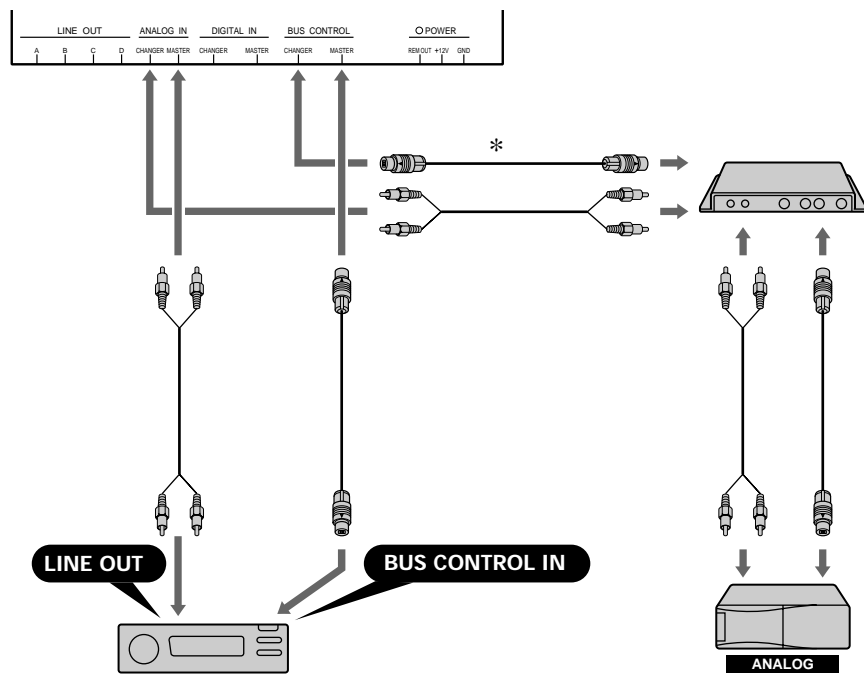 LINE OUT ANALOG IN DIGITAL IN BUS CONTROL POWER
A B C D CHANGER MASTER CHANGER MASTER CHANGER MASTER REM OUT +12V GND
*
LINE OUT
BUS CONTROL IN
ANALOG